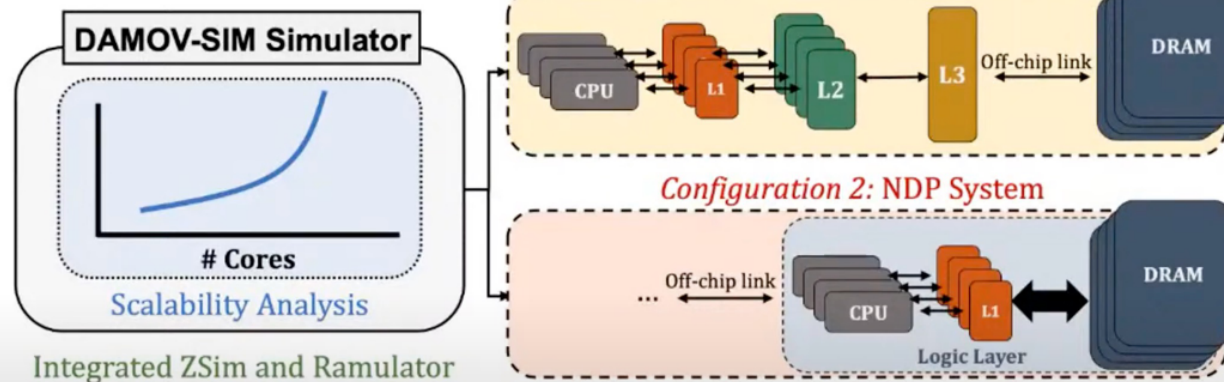 DAMOV-SIM Simulator
# Cores
Scalability Analysis
Integrated ZSim and Ramulator
CPU
L1
L2
L3
Off-chip link
DRAM
Configuration 2: NDP System
...
Off-chip link
CPU
L1
DRAM
Logic Layer